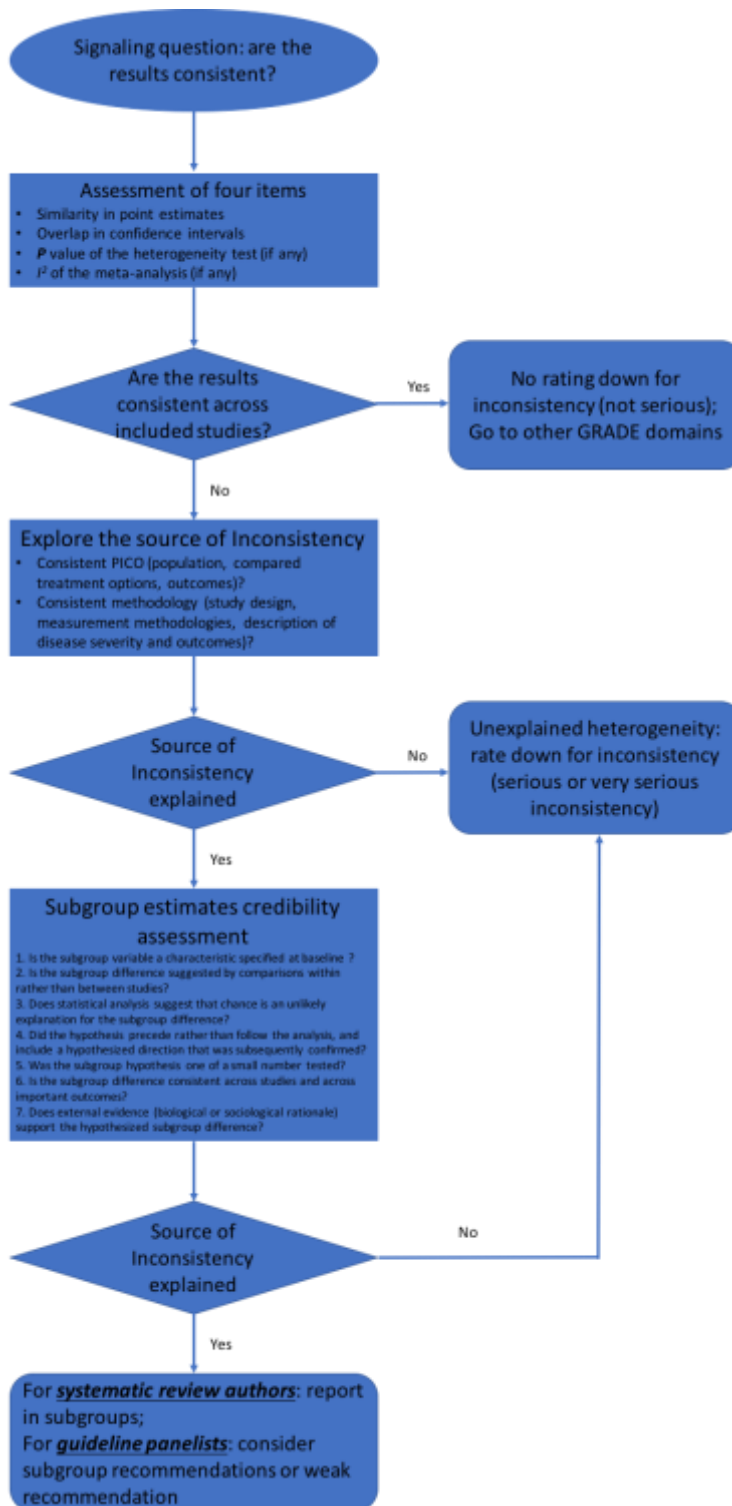 Signaling question: are the
results consistent?
Assessment of four items
• Similarity in point estimates
• Overlap in confidence intervals
• P value of the heterogeneity test (if any)
• I² of the meta-analysis (if any)
Are the results
consistent across
included studies?
Yes
No rating down for
inconsistency (not serious);
Go to other GRADE domains
No
Explore the source of Inconsistency
• Consistent PICO (population, compared
treatment options, outcomes)?
• Consistent methodology (study design,
measurement methodologies, description of
disease severity and outcomes)?
Source of
Inconsistency
explained
No
Unexplained heterogeneity:
rate down for inconsistency
(serious or very serious
inconsistency)
Yes
Subgroup estimates credibility
assessment
1. Is the subgroup variable a characteristic specified at baseline ?
2. Is the subgroup difference suggested by comparisons within
rather than between studies?
3. Does statistical analysis suggest that chance is an unlikely
explanation for the subgroup difference?
4. Did the hypothesis precede rather than follow the analysis, and
include a hypothesized direction that was subsequently confirmed?
5. Was the subgroup hypothesis one of a small number tested?
6. Is the subgroup difference consistent across studies and across
important outcomes?
7. Does external evidence (biological or sociological rationale)
support the hypothesized subgroup difference?
Source of
Inconsistency
explained
No
Yes
For systematic review authors: report
in subgroups;
For guideline panelists: consider
subgroup recommendations or weak
recommendation